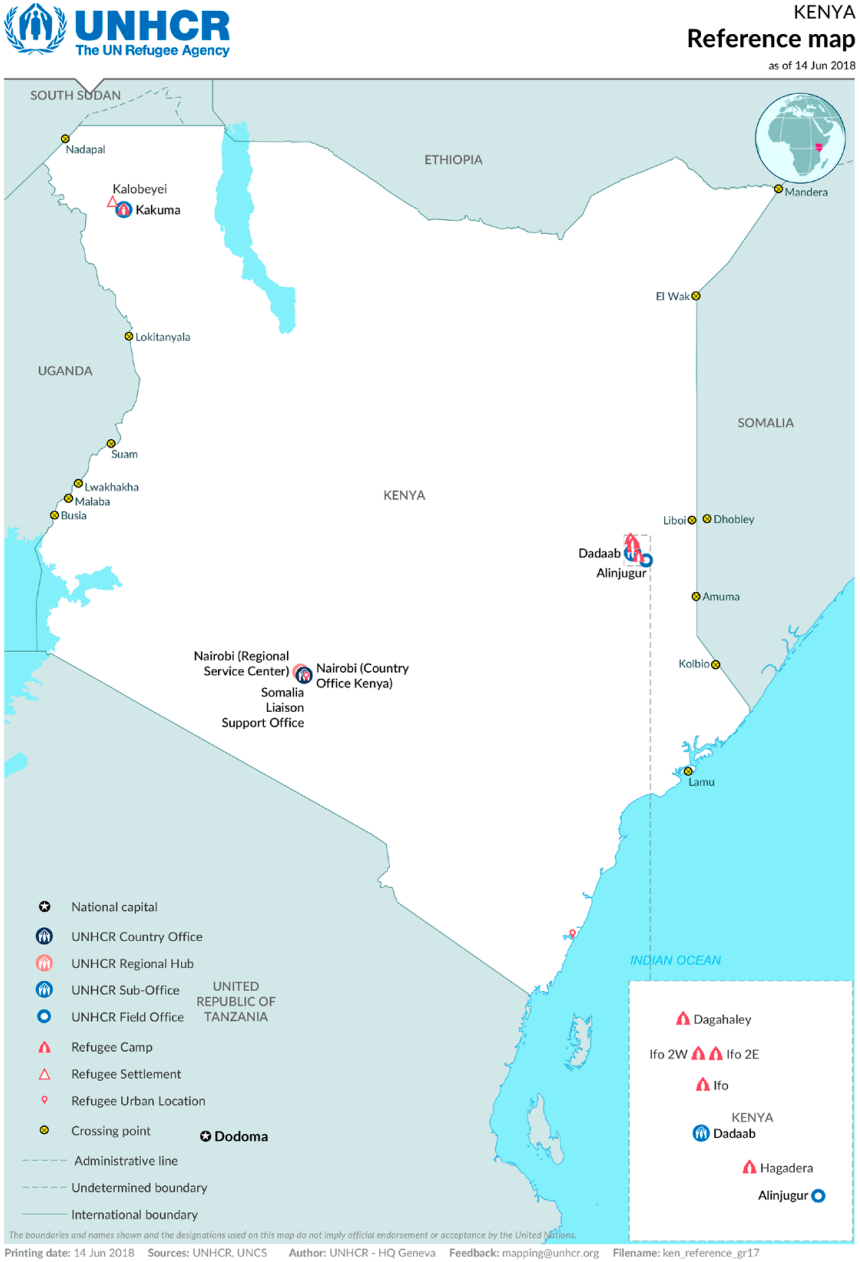 UNHCR
The UN Refugee Agency
KENYA
Reference map
as of 14 Jun 2018
SOUTH SUDAN
Nadapal
ETHIOPIA
Kalobeyei
Kakuma
Mandera
El Wak
Lokitanyala
UGANDA
SOMALIA
Suam
Lwakhakha
Malaba
Busia
KENYA
Liboi
Dhobley
Dadaab
Alinjugur
Amuma
Kolbio
Nairobi (Regional
Service Center)
Nairobi (Country
Office Kenya)
Somalia
Liaison
Support Office
Lamu
National capital
UNHCR Country Office
UNHCR Regional Hub
UNHCR Sub-Office
UNHCR Field Office
Refugee Camp
Refugee Settlement
Refugee Urban Location
Crossing point
Administrative line
Undetermined boundary
International boundary
UNITED
REPUBLIC OF
TANZANIA
Dodoma
INDIAN OCEAN
Dagahaley
Ifo 2W Ifo 2E
Ifo
KENYA
Dadaab
Hagadera
Alinjugur
The boundaries and names shown and the designations used on this map do not imply official endorsement or acceptance by the United Nations.
Printing date: 14 Jun 2018 Sources: UNHCR, UNCS Author: UNHCR - HQ Geneva Feedback: mapping@unhcr.org Filename: ken_reference_gr17